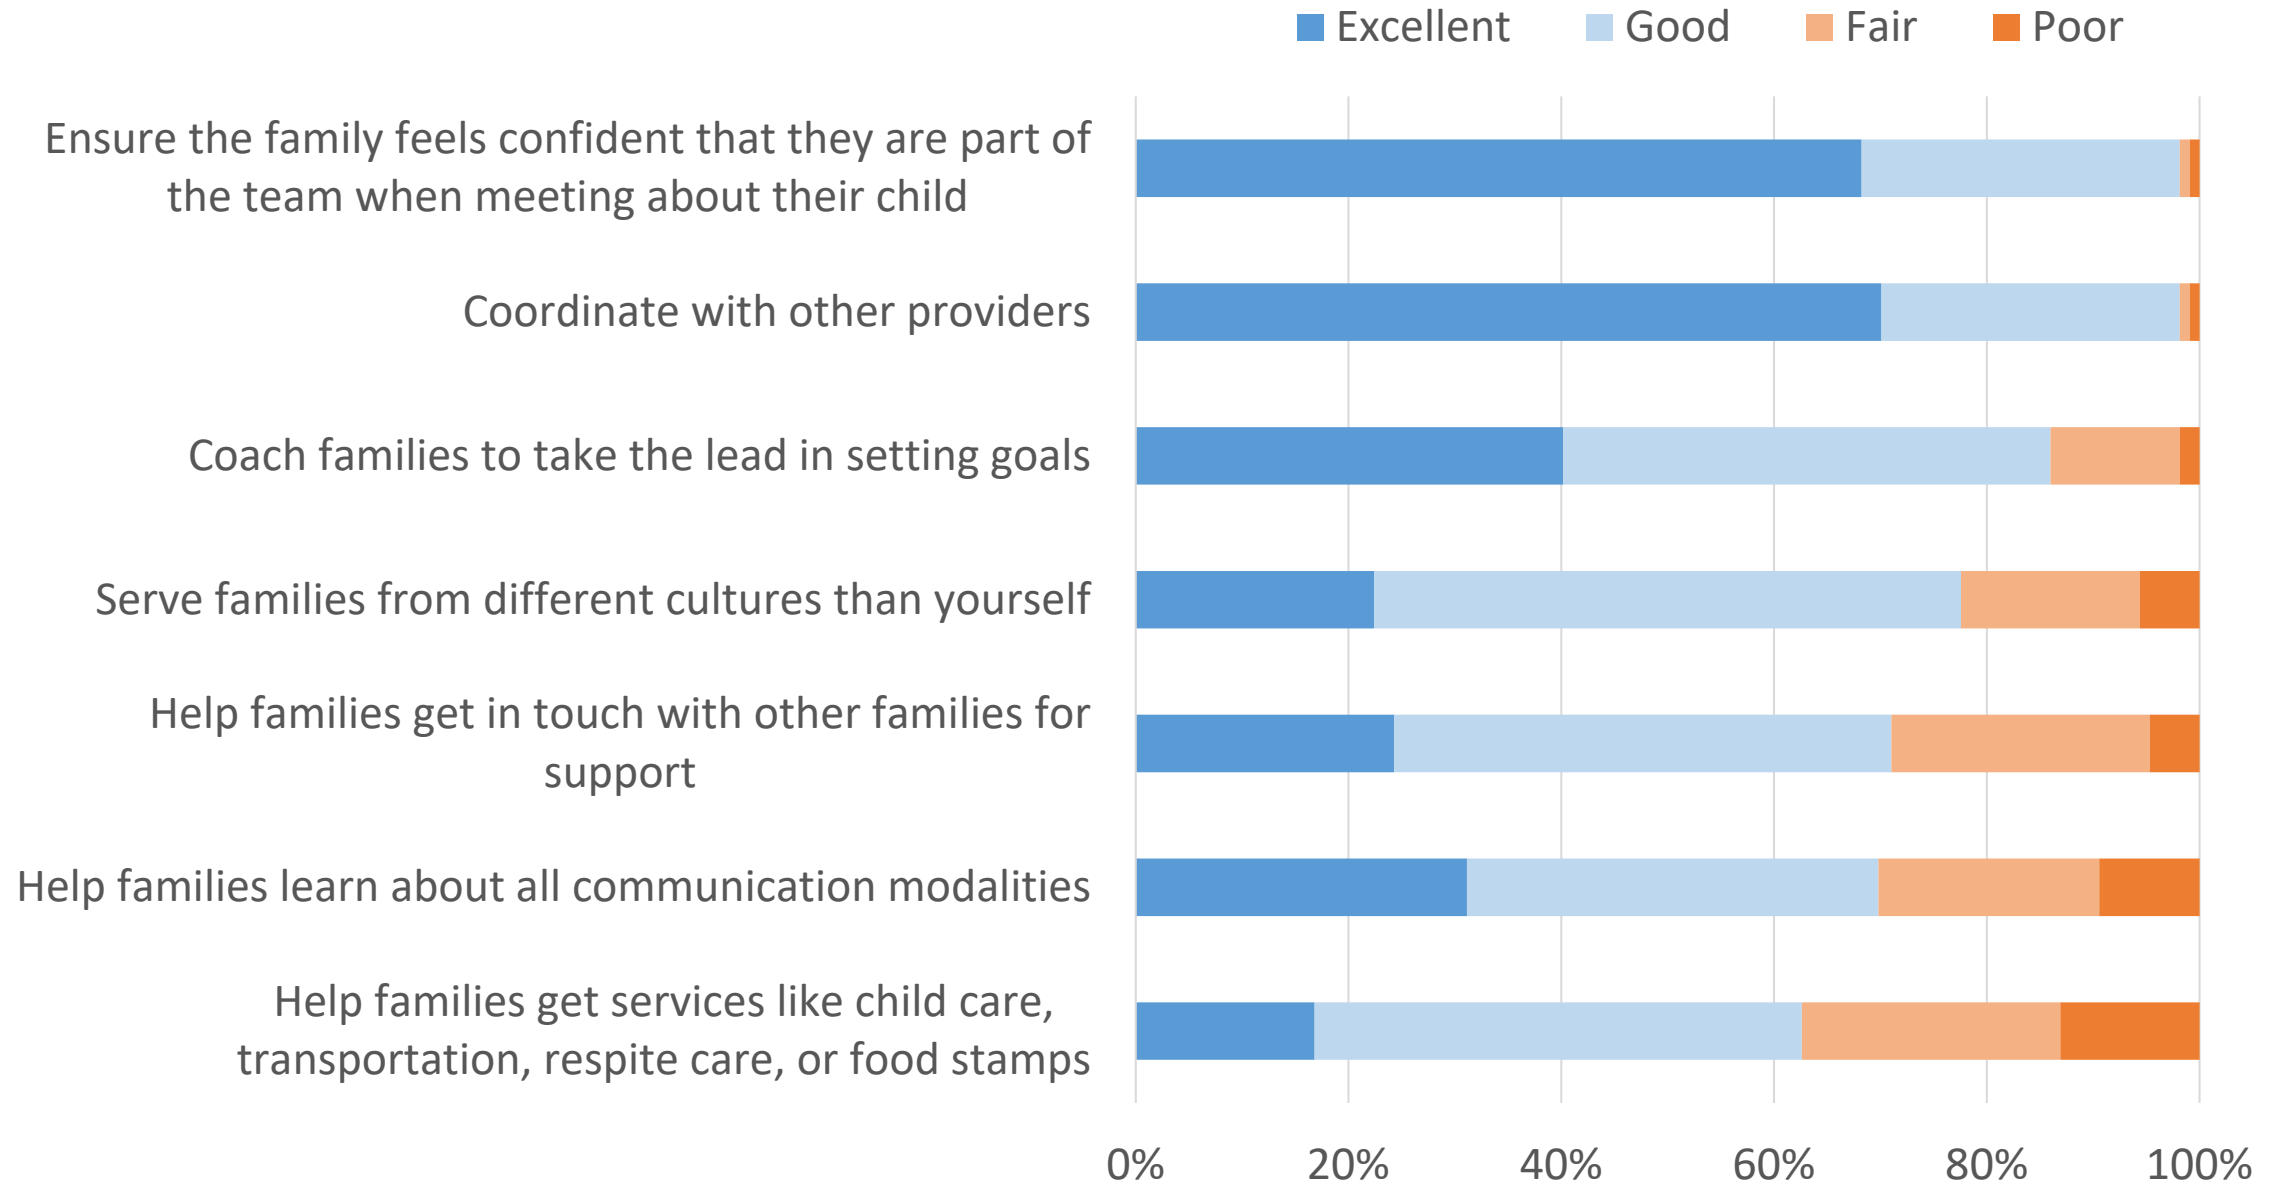 Excellent Good Fair Poor
Ensure the family feels confident that they are part of
the team when meeting about their child
Coordinate with other providers
Coach families to take the lead in setting goals
Serve families from different cultures than yourself
Help families get in touch with other families for
support
Help families learn about all communication modalities
Help families get services like child care,
transportation, respite care, or food stamps
0% 20% 40% 60% 80% 100%